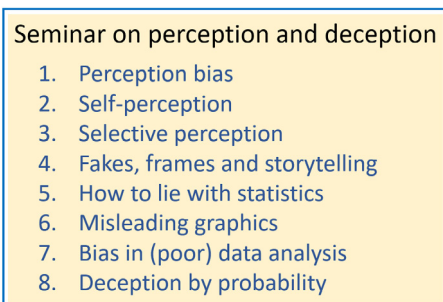 Seminar on perception and deception
1. Perception bias
2. Self-perception
3. Selective perception
4. Fakes, frames and storytelling
5. How to lie with statistics
6. Misleading graphics
7. Bias in (poor) data analysis
8. Deception by probability